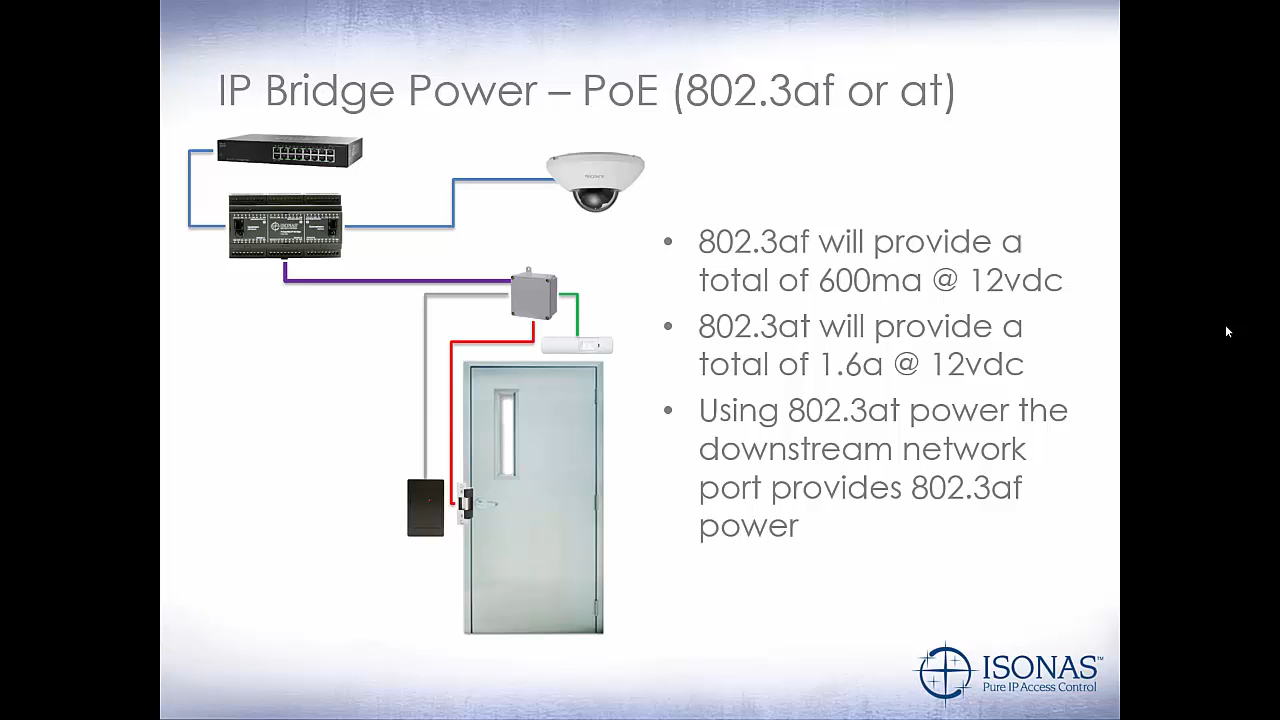 IP Bridge Power – PoE (802.3af or at)
• 802.3af will provide a
total of 600ma @ 12vdc
• 802.3at will provide a
total of 1.6a @ 12vdc
• Using 802.3at power the
downstream network
port provides 802.3af
power
ISONAS
ISONAS™
Pure IP Access Control